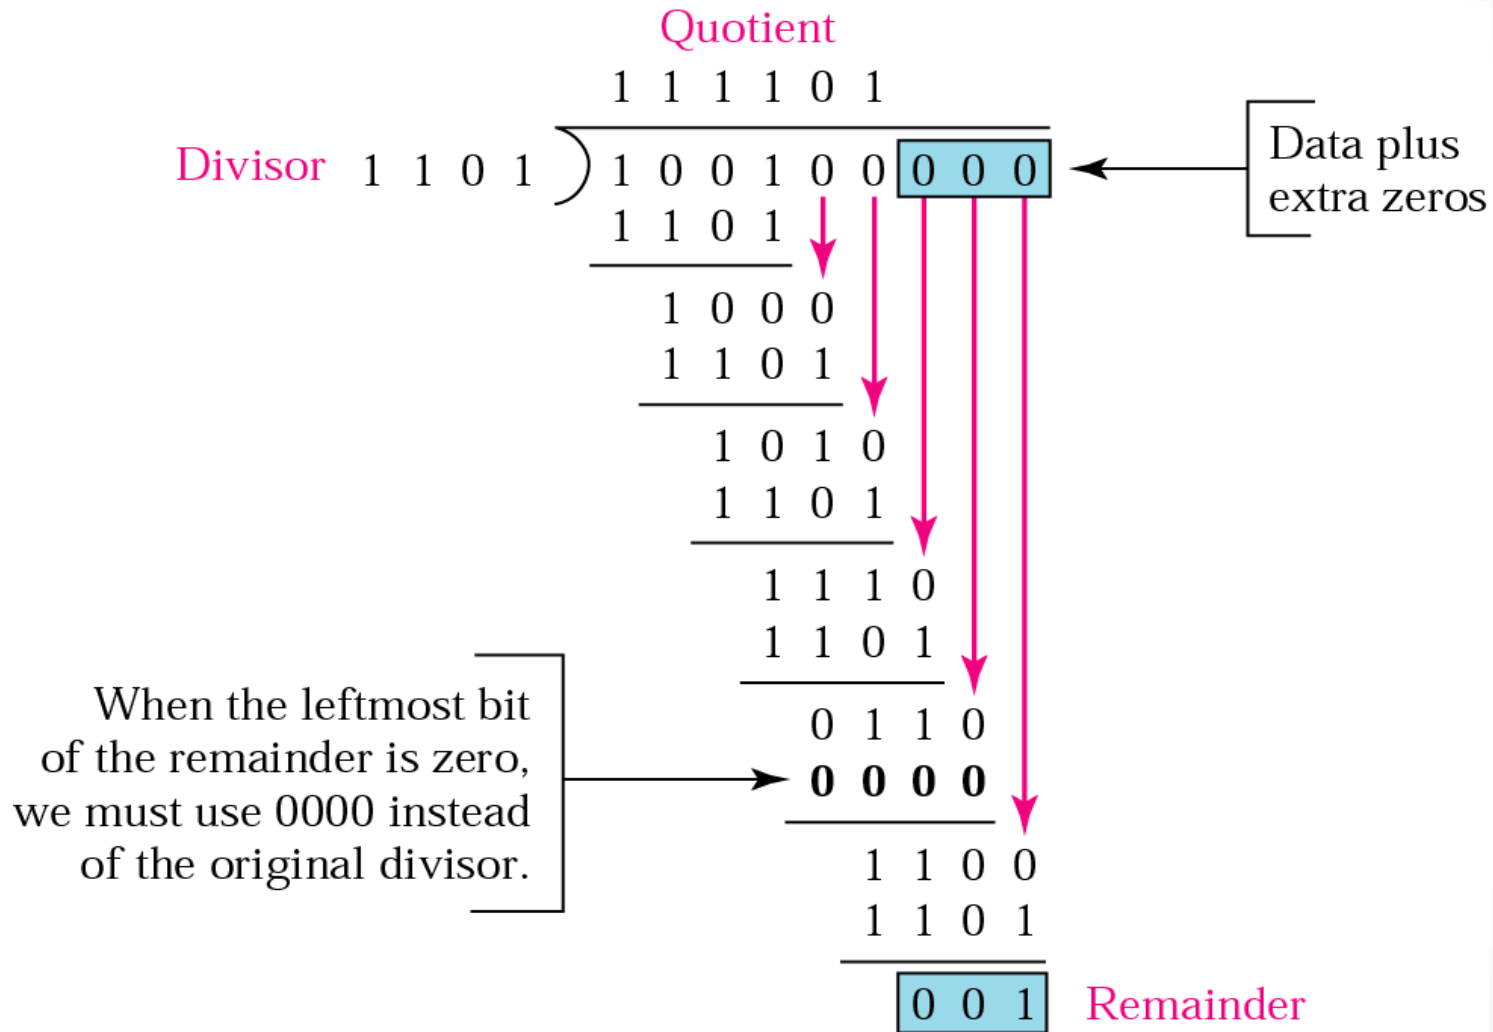 Quotient
1 1 1 1 0 1
Divisor 1 1 0 1 1 0 0 1 0 0 0 0 0
Data plus
extra zeros
1 1 0 1
1 0 0 0
1 1 0 1
1 0 1 0
1 1 0 1
1 1 1 0
1 1 0 1
0 1 1 0
When the leftmost bit
of the remainder is zero,
we must use 0000 instead
of the original divisor.
0 0 0 0
1 1 0 0
1 1 0 1
0 0 1 Remainder